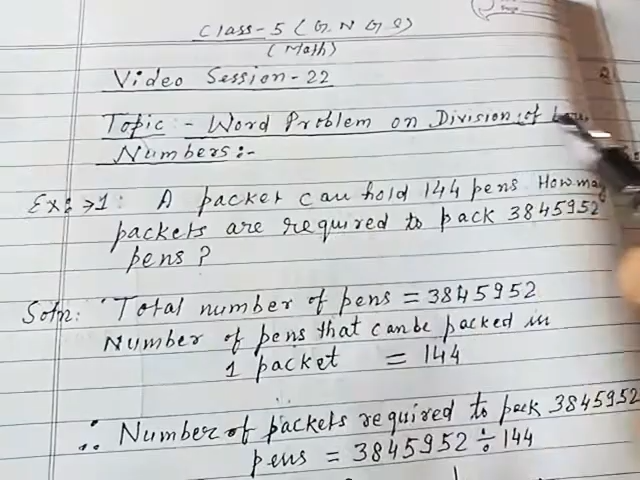 Class-5 (G N G S)
(Math)
Video Session-22
Topic:- Word Problem on Division of
Numbers:-
Ex:→1: A packet can hold 144 pens. How many
packets are required to pack 3845952
pens?
Soln: Total number of pens = 3845952
Number of pens that can be packed in
1 packet = 144
∴ Number of packets required to pack 3845952
pens = 3845952 ÷ 144